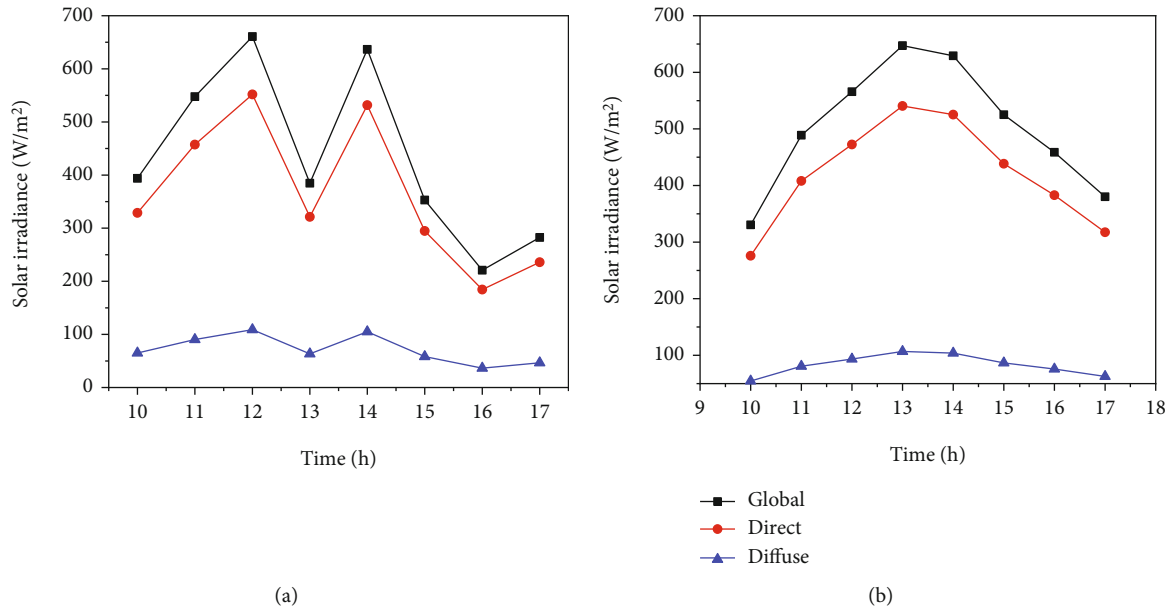 700
600
500
400
300
200
100
0
Solar irradiance (W/m²)
10 11 12 13 14 15 16 17
Time (h)
(a)
700
600
500
400
300
200
100
Solar irradiance (W/m²)
9 10 11 12 13 14 15 16 17 18
Time (h)
Global
Direct
Diffuse
(b)